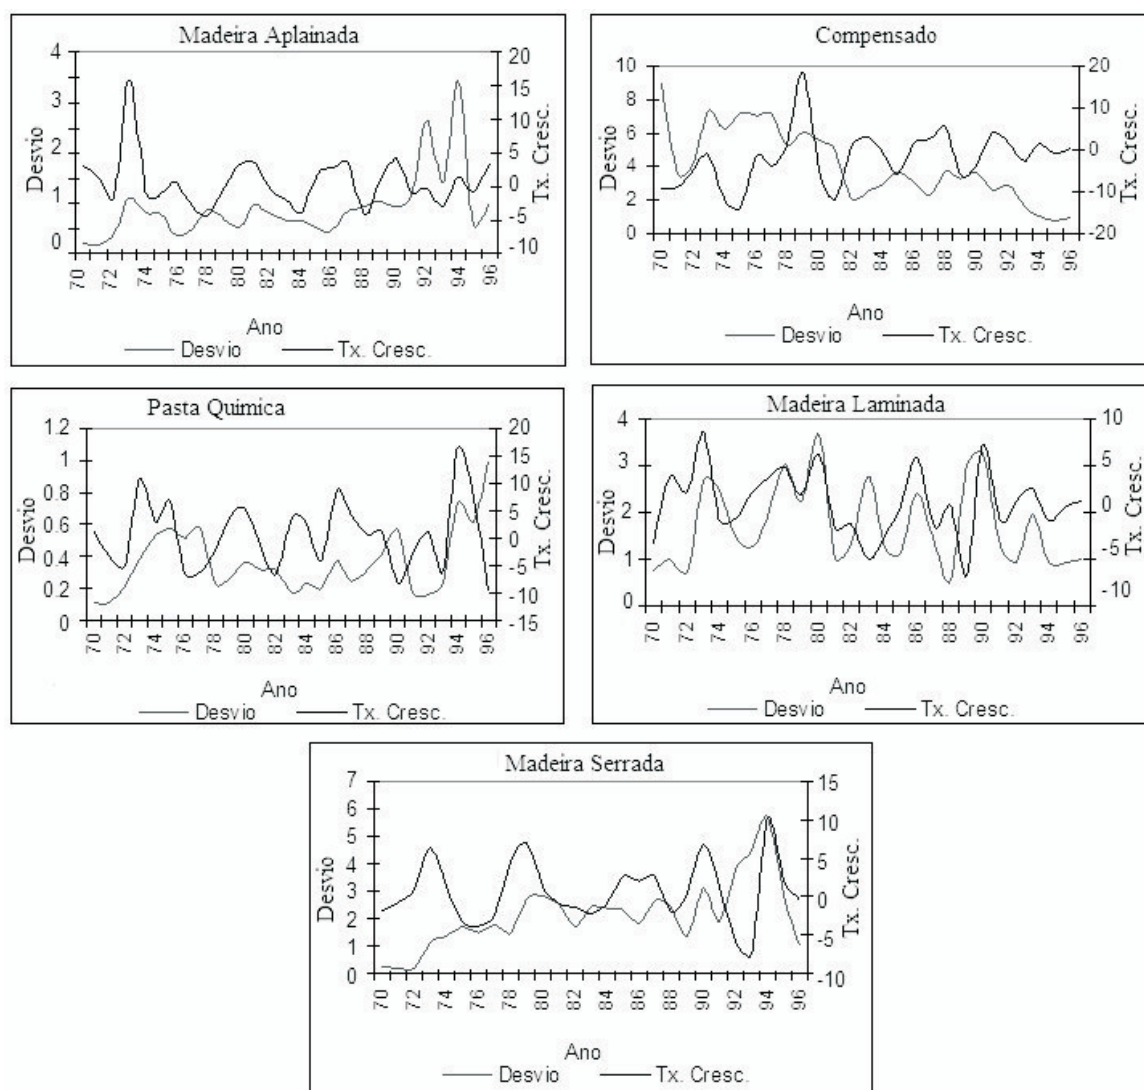 Madeira Aplainada
4
3
2
1
0
Desvio
20
15
10
5
0
-5
-10
Tx. Cresc.
70 72 74 76 78 80 82 84 86 88 90 92 94 96
Ano
Desvio Tx. Cresc.
Compensado
10
8
6
4
2
0
Desvio
20
10
0
-10
-20
Tx. Cresc.
70 72 74 76 78 80 82 84 86 88 90 92 94 96
Ano
Desvio Tx. Cresc.
Pasta Quimica
1.2
1
0.8
0.6
0.4
0.2
0
Desvio
20
15
10
5
0
-5
-10
-15
Tx. Cresc.
70 72 74 76 78 80 82 84 86 88 90 92 94 96
Ano
Desvio Tx. Cresc.
Madeira Laminada
4
3
2
1
0
Desvio
10
5
0
-5
-10
Tx. Cresc.
70 72 74 76 78 80 82 84 86 88 90 92 94 96
Ano
Desvio Tx. Cresc.
Madeira Serrada
7
6
5
4
3
2
1
0
Desvio
15
10
5
0
-5
-10
Tx. Cresc.
70 72 74 76 78 80 82 84 86 88 90 92 94 96
Ano
Desvio Tx. Cresc.